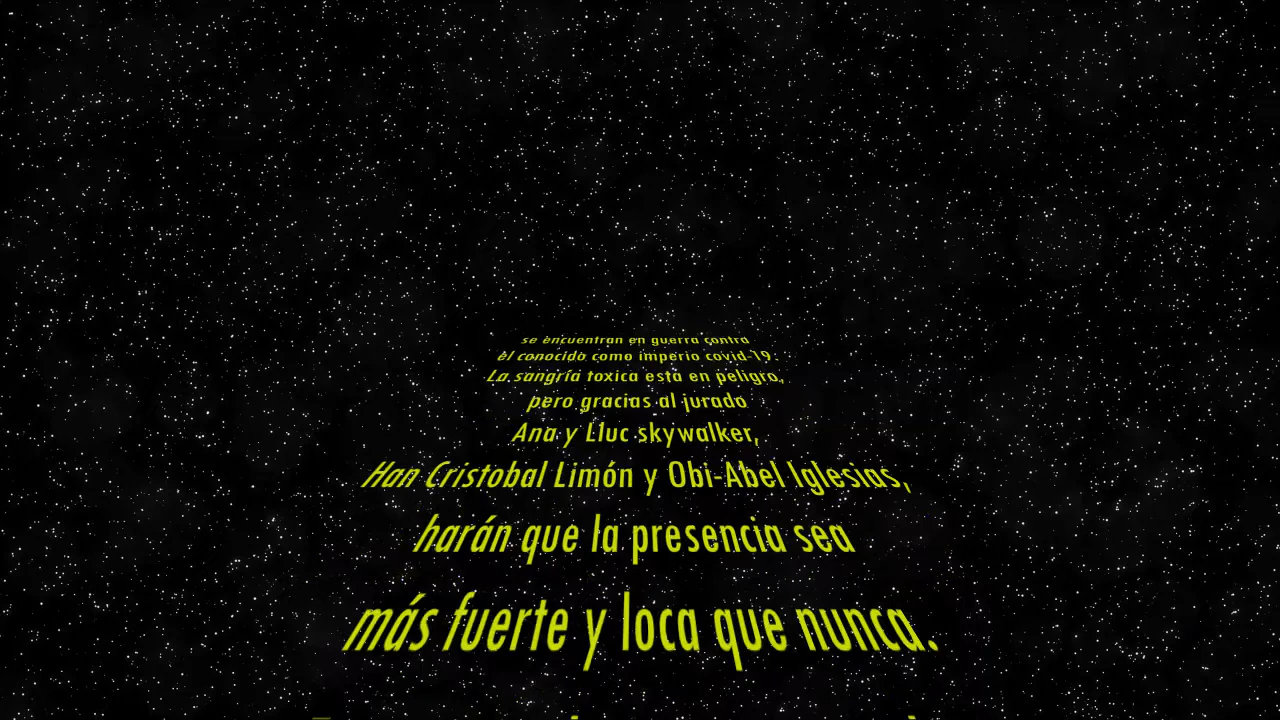 se encuentran en guerra contra
el conocido como imperio covid-19.
La sangría toxica está en peligro,
pero gracias al jurado
Ana y Lluc skywalker,
Han Cristobal Limón y Obi-Abel Iglesias,
harán que la presencia sea
más fuerte y loca que nunca.